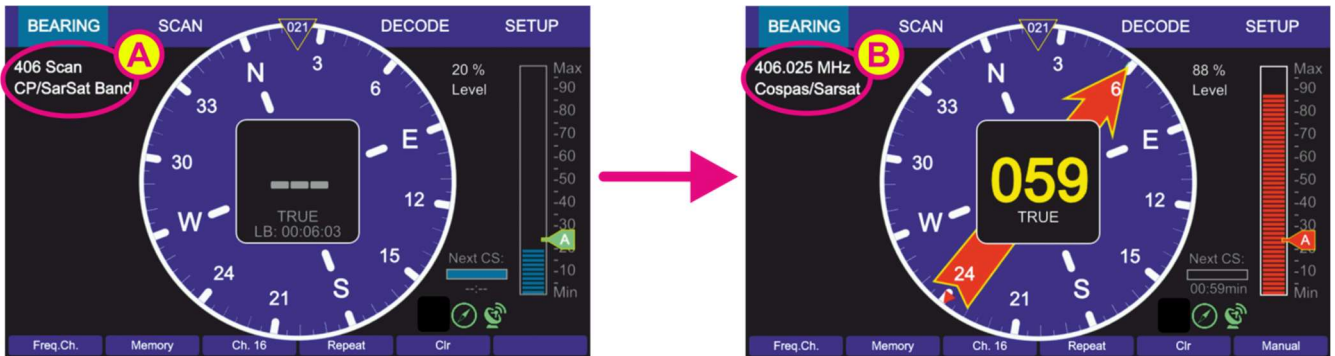 BEARING SCAN DECODE SETUP
021
A
406 Scan
CP/SarSat Band
20 %
Level
N
3
6
E
12
15
S
21
24
W
30
33
---
TRUE
LB: 00:06:03
Max
-90
-80
-70
-60
-50
-40
-30
A
-20
-10
Min
Next CS:
--:--
Freq.Ch. Memory Ch. 16 Repeat Clr
BEARING SCAN DECODE SETUP
021
B
406.025 MHz
Cospas/Sarsat
88 %
Level
N
3
6
E
12
15
S
21
24
W
30
33
059
TRUE
Max
-90
-80
-70
-60
-50
-40
-30
A
-20
-10
Min
Next CS:
00:59min
Freq.Ch. Memory Ch. 16 Repeat Clr Manual